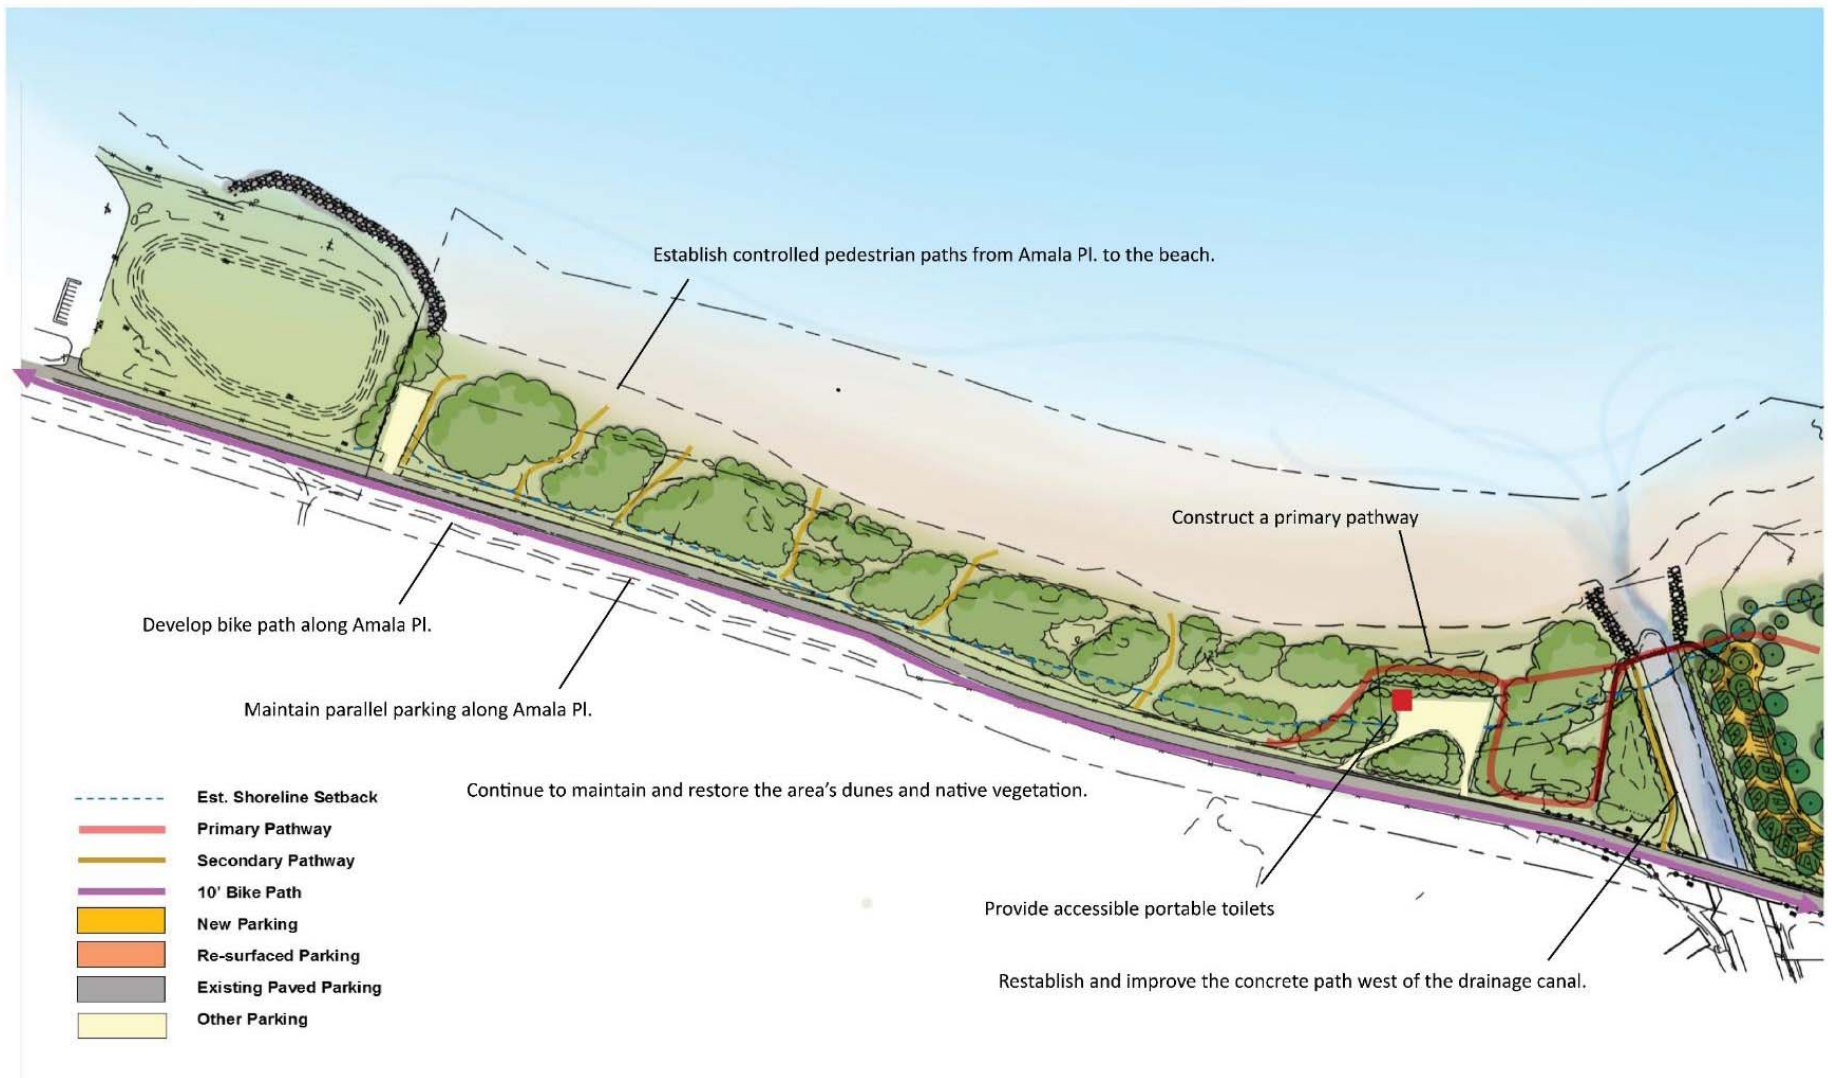 Establish controlled pedestrian paths from Amala Pl. to the beach.
Construct a primary pathway
Develop bike path along Amala Pl.
Maintain parallel parking along Amala Pl.
Continue to maintain and restore the area's dunes and native vegetation.
Est. Shoreline Setback
Primary Pathway
Secondary Pathway
10' Bike Path
New Parking
Re-surfaced Parking
Existing Paved Parking
Other Parking
Provide accessible portable toilets
Restablish and improve the concrete path west of the drainage canal.